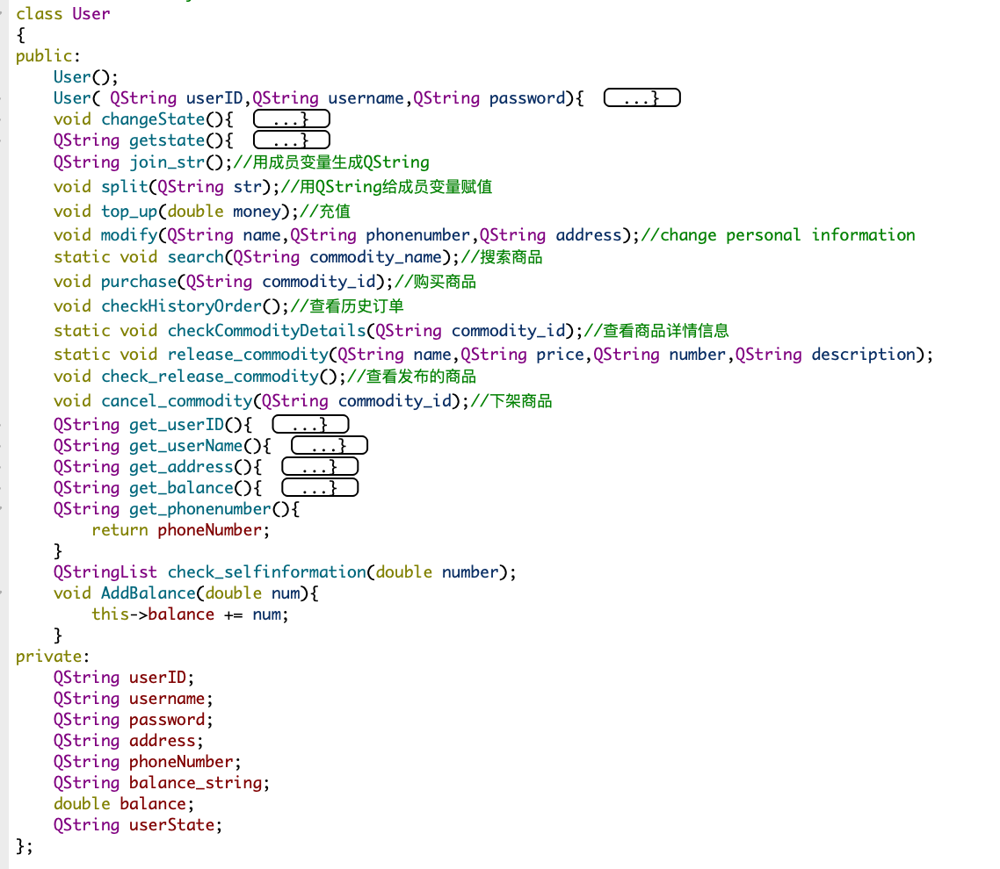 class User
{
public:
    User();
    User( QString userID,QString username,QString password){ ...}
    void changeState(){ ...}
    QString getstate(){ ...}
    QString join_str();//用成员变量生成QString
    void split(QString str);//用QString给成员变量赋值
    void top_up(double money);//充值
    void modify(QString name,QString phonenumber,QString address);//change personal information
    static void search(QString commodity_name);//搜索商品
    void purchase(QString commodity_id);//购买商品
    void checkHistoryOrder();//查看历史订单
    static void checkCommodityDetails(QString commodity_id);//查看商品详情信息
    static void release_commodity(QString name,QString price,QString number,QString description);
    void check_release_commodity();//查看发布的商品
    void cancel_commodity(QString commodity_id);//下架商品
    QString get_userID(){ ...}
    QString get_userName(){ ...}
    QString get_address(){ ...}
    QString get_balance(){ ...}
    QString get_phonenumber(){
        return phoneNumber;
    }
    QStringList check_selfinformation(double number);
    void AddBalance(double num){
        this->balance += num;
    }
private:
    QString userID;
    QString username;
    QString password;
    QString address;
    QString phoneNumber;
    QString balance_string;
    double balance;
    QString userState;
};